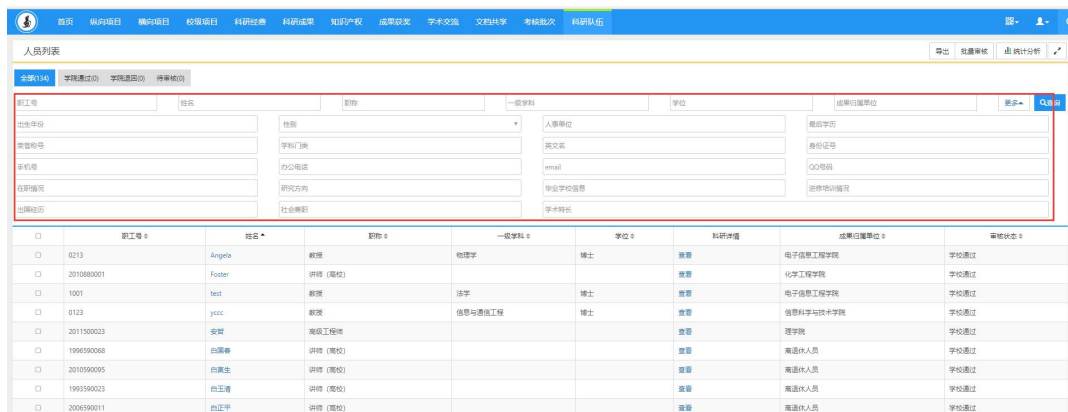 首页 纵向项目 横向项目 校级项目 科研经费 科研成果 知识产权 成果获奖 学术交流 文档共享 考核批次 科研队伍
人员列表 导出 批量审核 统计分析
全部(134) 学院通过(0) 学院退回(0) 待审核(0)
职工号 姓名 职称 一级学科 学位 成果归属单位 更多 查询
出生年份 性别 人事单位 最后学历
荣誉称号 学科门类 英文名 身份证号
手机号 办公电话 email QQ号码
在职情况 研究方向 毕业学校信息 进修培训情况
出国经历 社会兼职 学术特长
职工号 姓名 职称 一级学科 学位 科研详情 成果归属单位 审核状态
0213 Angela 教授 物理学 博士 查看 电子信息工程学院 学校通过
2010880001 Foster 讲师 (高校) 查看 化学工程学院 学校通过
1001 test 教授 法学 博士 查看 电子信息工程学院 学校通过
0123 yccc 教授 信息与通信工程 博士 查看 信息科学与技术学院 学校通过
2011500023 安哲 高级工程师 查看 理学院 学校通过
1996590068 白国春 讲师 (高校) 查看 离退休人员 学校通过
2010590095 白寅生 讲师 (高校) 查看 离退休人员 学校通过
1993590023 白玉清 讲师 (高校) 查看 离退休人员 学校通过
2006590011 白正平 讲师 (高校) 查看 离退休人员 学校通过